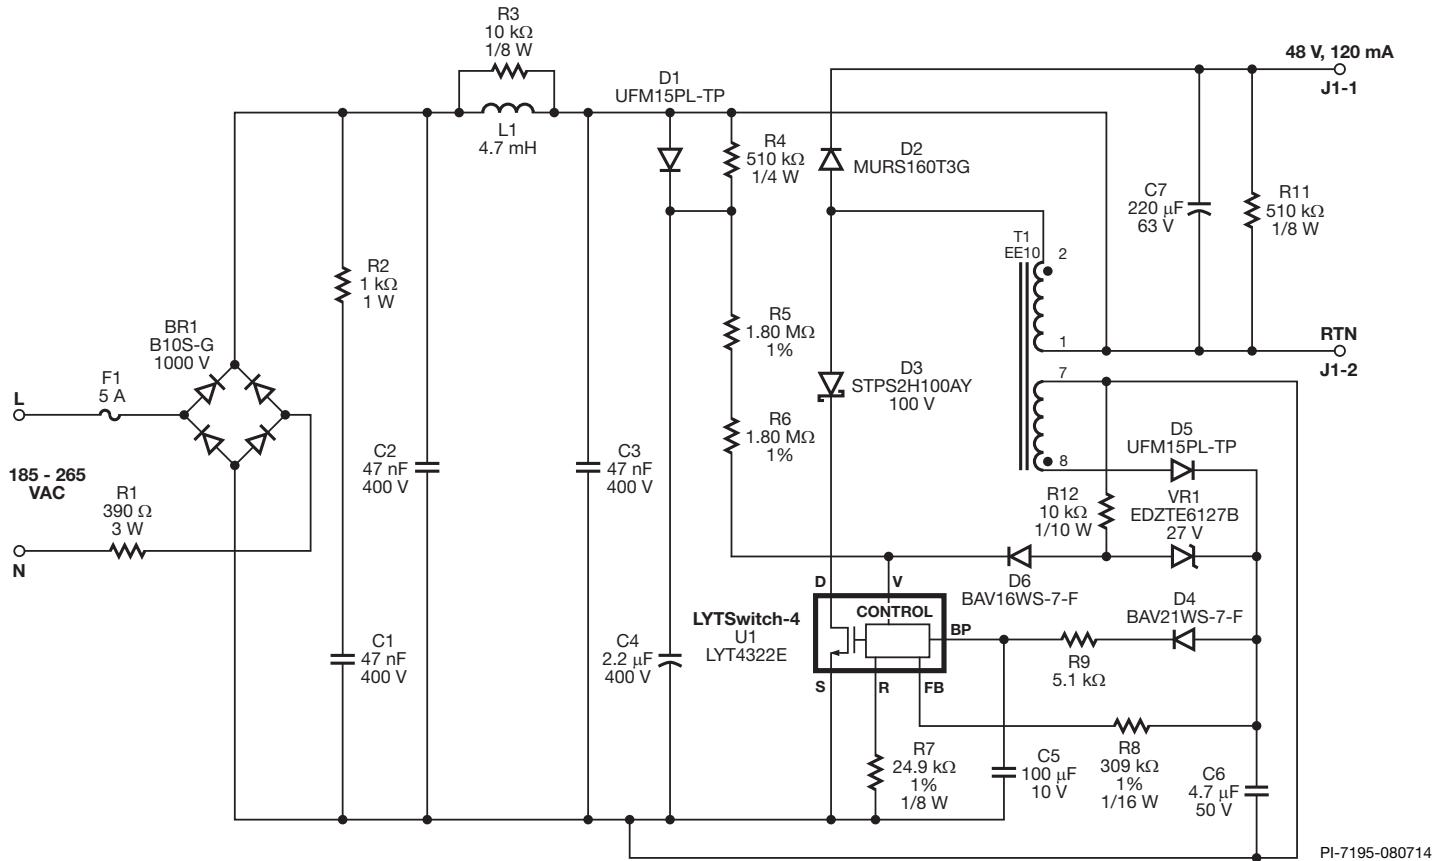 R3
10 kΩ
1/8 W
L1
4.7 mH
D1
UFM15PL-TP
R4
510 kΩ
1/4 W
D2
MURS160T3G
48 V, 120 mA
J1-1
C7
220 μF
63 V
R11
510 kΩ
1/8 W
T1
EE10
2
1
RTN
J1-2
7
8
R2
1 kΩ
1 W
BR1
B10S-G
1000 V
F1
5 A
L
185 - 265
VAC
R1
390 Ω
3 W
N
R5
1.80 MΩ
1%
R6
1.80 MΩ
1%
D3
STPS2H100AY
100 V
C2
47 nF
400 V
C3
47 nF
400 V
D5
UFM15PL-TP
R12
10 kΩ
1/10 W
VR1
EDZTE6127B
27 V
D6
BAV16WS-7-F
D4
BAV21WS-7-F
D
V
CONTROL
BP
S
R
FB
LYTSwitch-4
U1
LYT4322E
R9
5.1 kΩ
C1
47 nF
400 V
C4
2.2 μF
400 V
R7
24.9 kΩ
1%
1/8 W
C5
100 μF
10 V
R8
309 kΩ
1%
1/16 W
C6
4.7 μF
50 V
PI-7195-080714